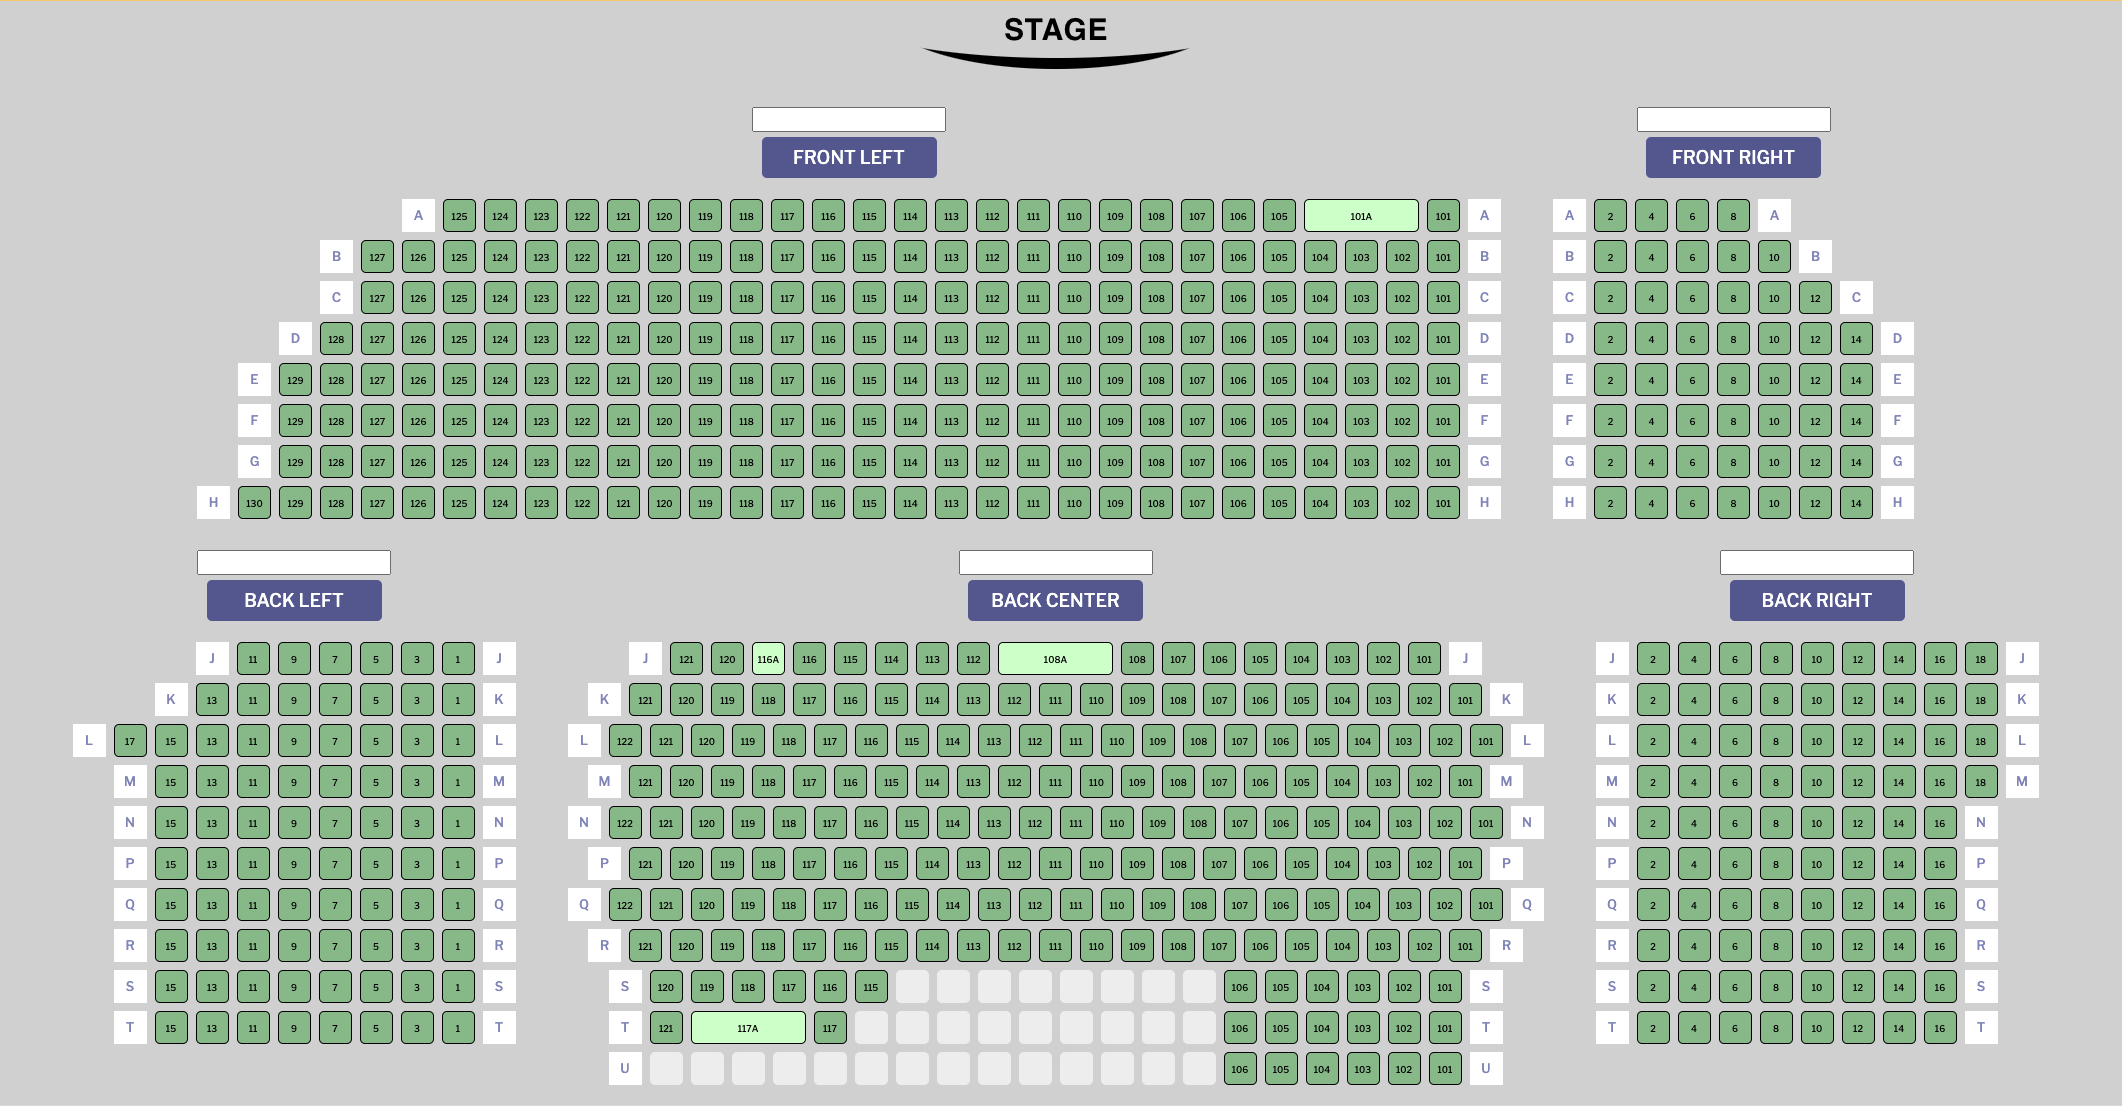 STAGE
FRONT LEFT FRONT RIGHT
A 125 124 123 122 121 120 119 118 117 116 115 114 113 112 111 110 109 108 107 106 105 101A 101 A A 2 4 6 8 A
B 127 126 125 124 123 122 121 120 119 118 117 116 115 114 113 112 111 110 109 108 107 106 105 104 103 102 101 B B 2 4 6 8 10 B
C 127 126 125 124 123 122 121 120 119 118 117 116 115 114 113 112 111 110 109 108 107 106 105 104 103 102 101 C C 2 4 6 8 10 12 C
D 128 127 126 125 124 123 122 121 120 119 118 117 116 115 114 113 112 111 110 109 108 107 106 105 104 103 102 101 D D 2 4 6 8 10 12 14 D
E 129 128 127 126 125 124 123 122 121 120 119 118 117 116 115 114 113 112 111 110 109 108 107 106 105 104 103 102 101 E E 2 4 6 8 10 12 14 E
F 129 128 127 126 125 124 123 122 121 120 119 118 117 116 115 114 113 112 111 110 109 108 107 106 105 104 103 102 101 F F 2 4 6 8 10 12 14 F
G 129 128 127 126 125 124 123 122 121 120 119 118 117 116 115 114 113 112 111 110 109 108 107 106 105 104 103 102 101 G G 2 4 6 8 10 12 14 G
H 130 129 128 127 126 125 124 123 122 121 120 119 118 117 116 115 114 113 112 111 110 109 108 107 106 105 104 103 102 101 H H 2 4 6 8 10 12 14 H
BACK LEFT BACK CENTER BACK RIGHT
J 11 9 7 5 3 1 J J 121 120 116A 116 115 114 113 112 108A 108 107 106 105 104 103 102 101 J J 2 4 6 8 10 12 14 16 18 J
K 13 11 9 7 5 3 1 K K 121 120 119 118 117 116 115 114 113 112 111 110 109 108 107 106 105 104 103 102 101 K K 2 4 6 8 10 12 14 16 18 K
L 17 15 13 11 9 7 5 3 1 L L 122 121 120 119 118 117 116 115 114 113 112 111 110 109 108 107 106 105 104 103 102 101 L L 2 4 6 8 10 12 14 16 18 L
M 15 13 11 9 7 5 3 1 M M 121 120 119 118 117 116 115 114 113 112 111 110 109 108 107 106 105 104 103 102 101 M M 2 4 6 8 10 12 14 16 18 M
N 15 13 11 9 7 5 3 1 N N 122 121 120 119 118 117 116 115 114 113 112 111 110 109 108 107 106 105 104 103 102 101 N N 2 4 6 8 10 12 14 16 N
P 15 13 11 9 7 5 3 1 P P 121 120 119 118 117 116 115 114 113 112 111 110 109 108 107 106 105 104 103 102 101 P P 2 4 6 8 10 12 14 16 P
Q 15 13 11 9 7 5 3 1 Q Q 122 121 120 119 118 117 116 115 114 113 112 111 110 109 108 107 106 105 104 103 102 101 Q Q 2 4 6 8 10 12 14 16 Q
R 15 13 11 9 7 5 3 1 R R 121 120 119 118 117 116 115 114 113 112 111 110 109 108 107 106 105 104 103 102 101 R R 2 4 6 8 10 12 14 16 R
S 15 13 11 9 7 5 3 1 S S 120 119 118 117 116 115 106 105 104 103 102 101 S S 2 4 6 8 10 12 14 16 S
T 15 13 11 9 7 5 3 1 T T 121 117A 117 106 105 104 103 102 101 T T 2 4 6 8 10 12 14 16 T
U 106 105 104 103 102 101 U